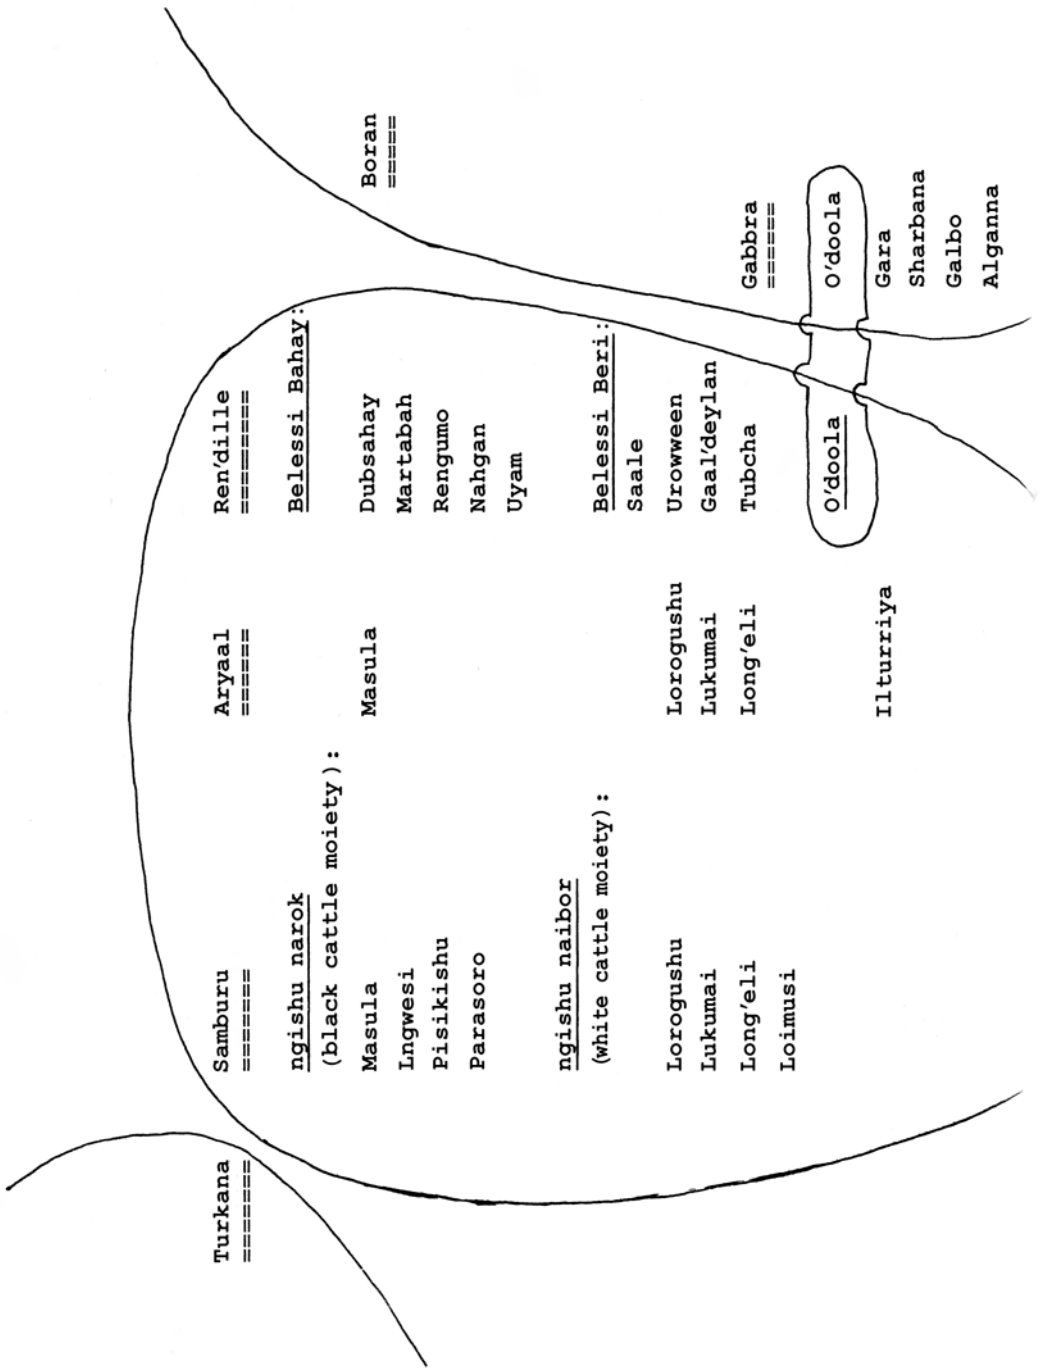 Turkana
=======
Samburu
=======
ngishu narok
(black cattle moiety):
Masula
Lngwesi
Pisikishu
Parasoro
ngishu naibor
(white cattle moiety):
Lorogushu
Lukumai
Long'eli
Loimusi
Aryaal
======
Masula
Lorogushu
Lukumai
Long'eli
Ilturriya
Ren'dille
=========
Belessi Bahay:
Dubsahay
Martabah
Rengumo
Nahgan
Uyam
Belessi Beri:
Saale
Urowween
Gaal'deylan
Tubcha
O'doola
Boran
=====
Gabbra
======
O'doola
Gara
Sharbana
Galbo
Alganna